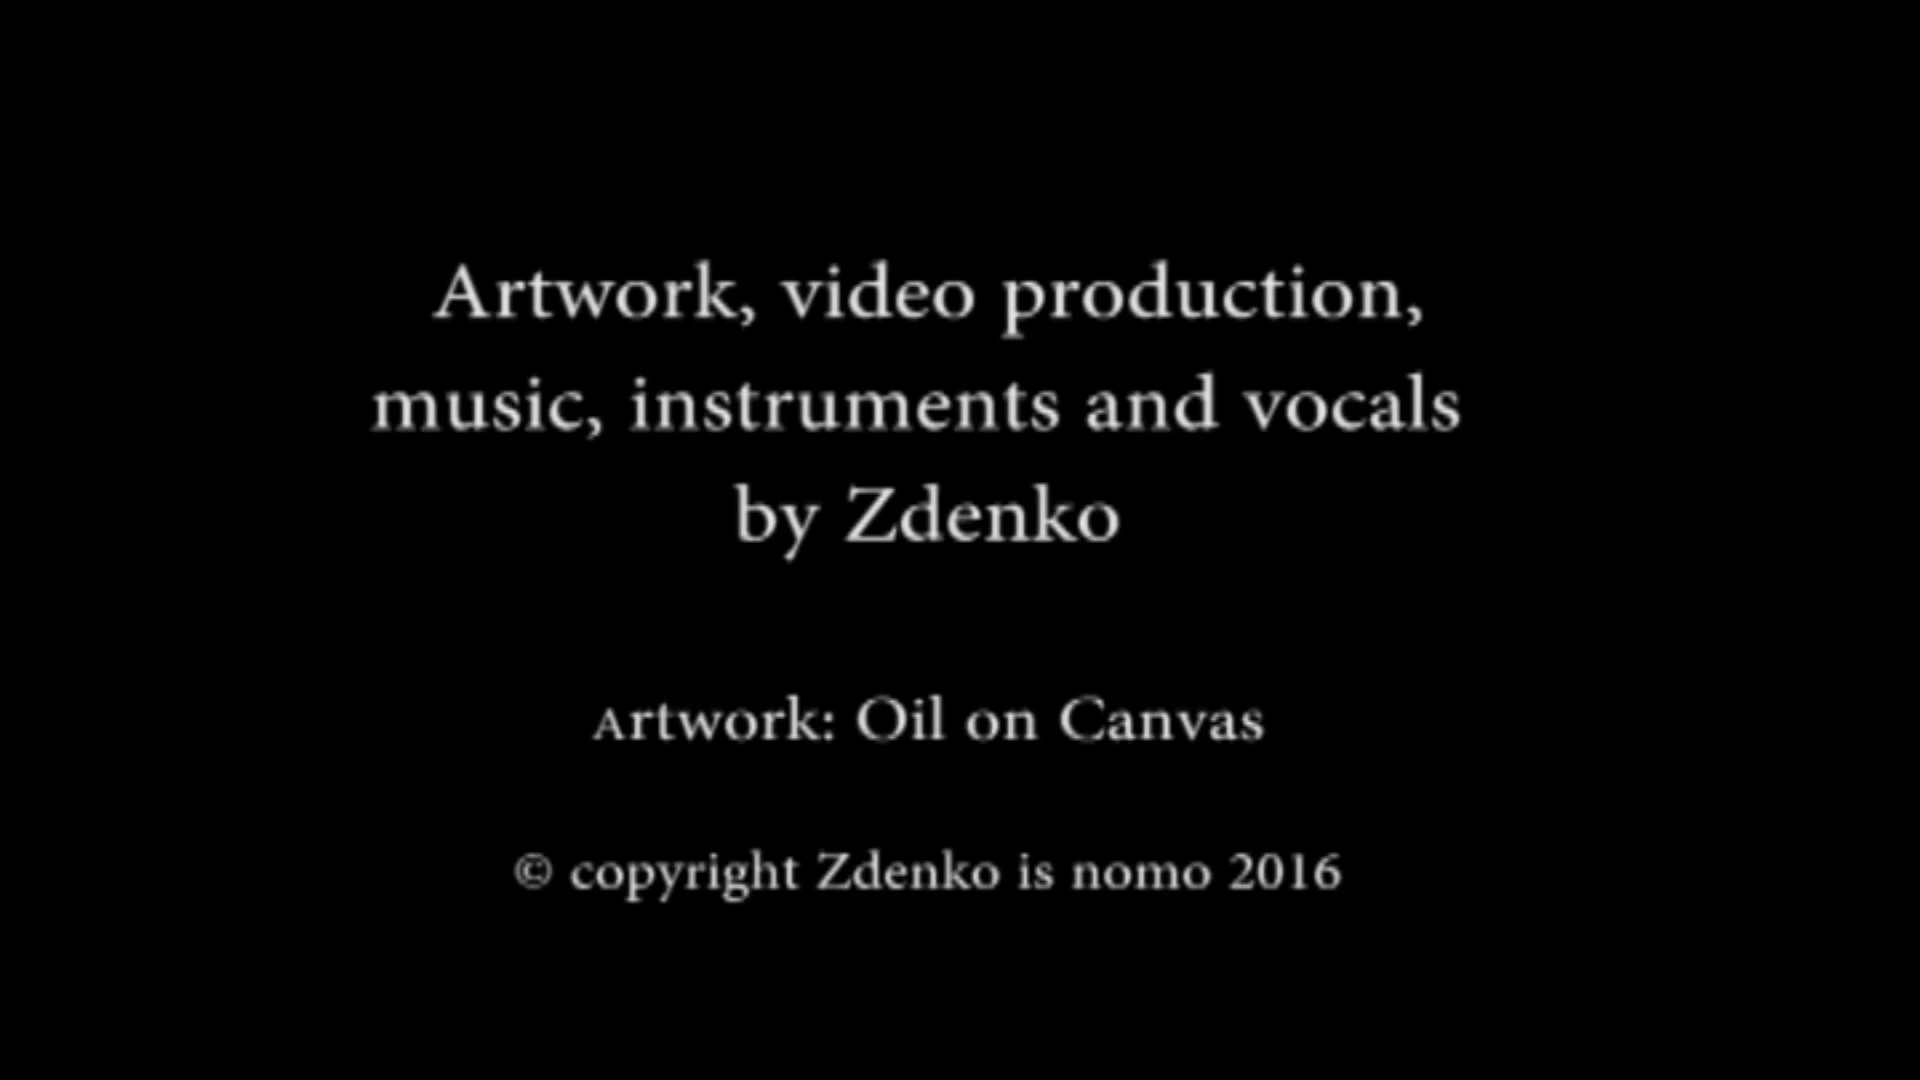 Artwork, video production,
music, instruments and vocals
by Zdenko
Artwork: Oil on Canvas
© copyright Zdenko is nomo 2016